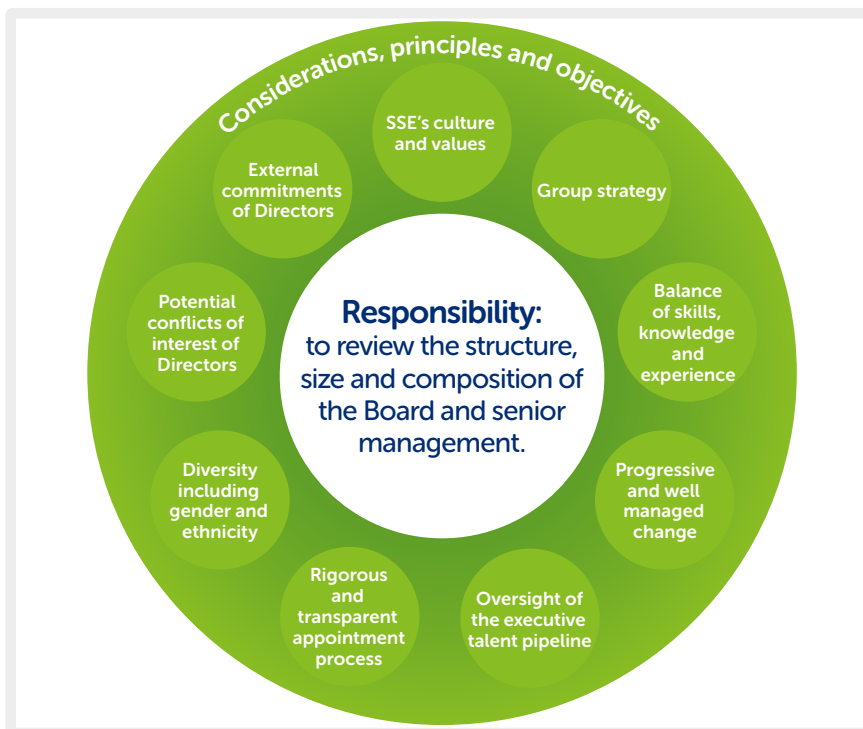 Considerations, principles and objectives
SSE’s culture
and values
Group strategy
Balance
of skills,
knowledge
and
experience
Progressive
and well
managed
change
Oversight of
the executive
talent pipeline
Rigorous
and
transparent
appointment
process
Diversity
including
gender and
ethnicity
Potential
conflicts of
interest of
Directors
External
commitments
of Directors
Responsibility:
to review the structure,
size and composition of
the Board and senior
management.